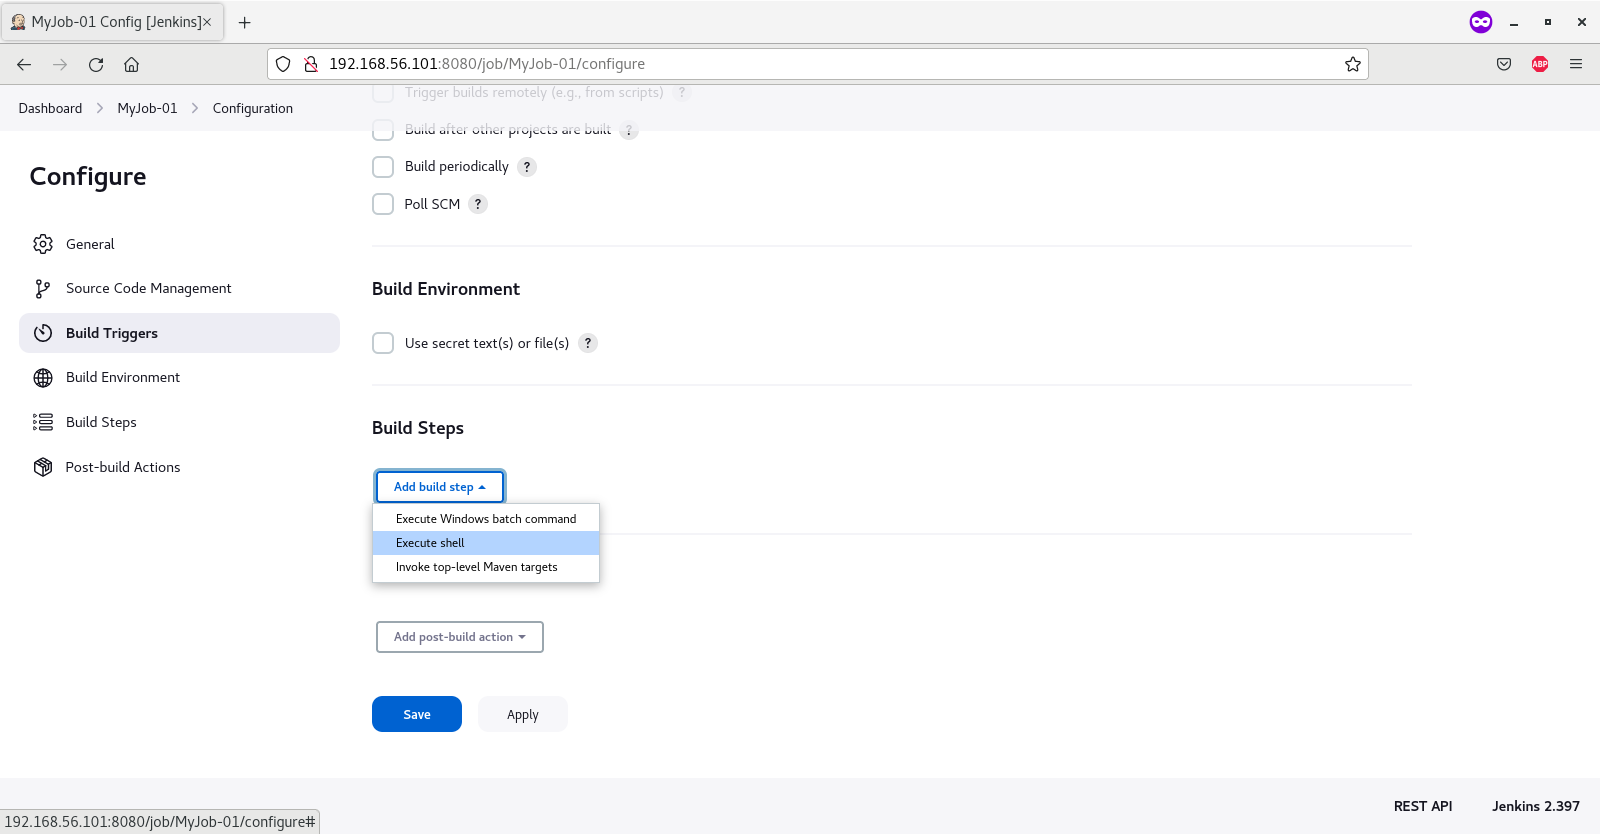 MyJob-01 Config [Jenkins]
192.168.56.101:8080/job/MyJob-01/configure
ABP
Dashboard > MyJob-01 > Configuration
Configure
General
Source Code Management
Build Triggers
Build Environment
Build Steps
Post-build Actions
Trigger builds remotely (e.g., from scripts) ?
Build after other projects are built ?
Build periodically ?
Poll SCM ?
Build Environment
Use secret text(s) or file(s) ?
Build Steps
Add build step
Execute Windows batch command
Execute shell
Invoke top-level Maven targets
Add post-build action
Save Apply
REST API Jenkins 2.397
192.168.56.101:8080/job/MyJob-01/configure#